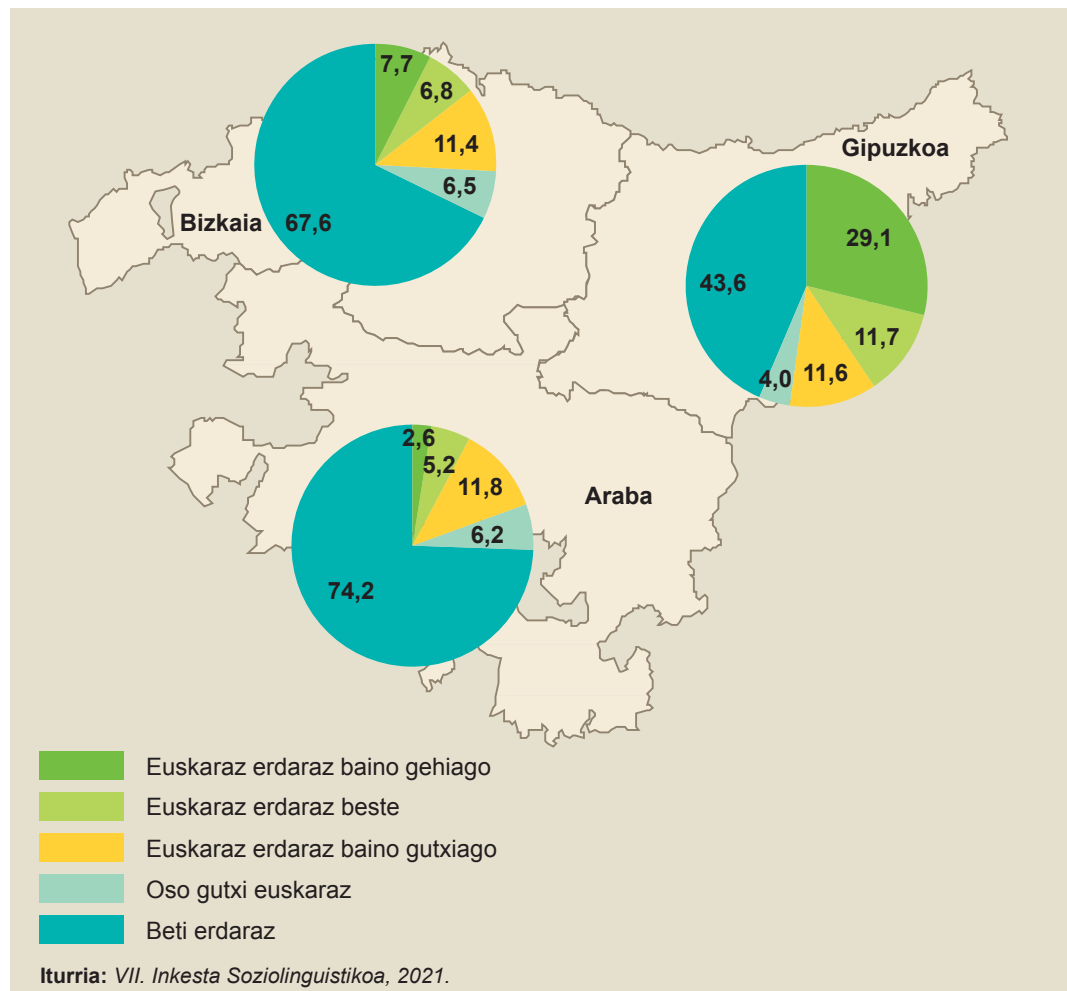 7,7
6,8
11,4
6,5
67,6
Bizkaia
Gipuzkoa
29,1
11,7
11,6
4,0
43,6
2,6
5,2
11,8
6,2
74,2
Araba
Euskaraz erdaraz baino gehiago
Euskaraz erdaraz beste
Euskaraz erdaraz baino gutxiago
Oso gutxi euskaraz
Beti erdaraz
Iturria: VII. Inkesta Soziolinguistikoa, 2021.